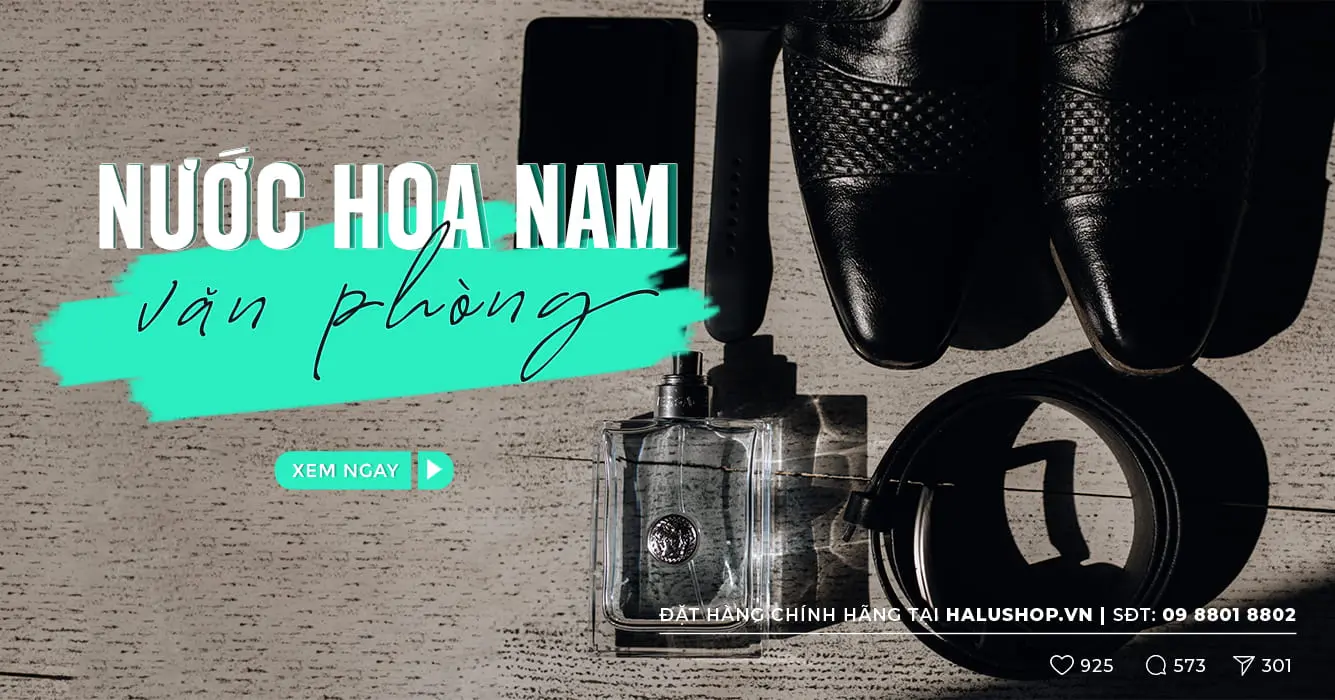 NƯỚC HOA NAM
văn phòng
XEM NGAY
ĐẶT HÀNG CHÍNH HÃNG TẠI HALUSHOP.VN | SĐT: 09 8801 8802
925 573 301